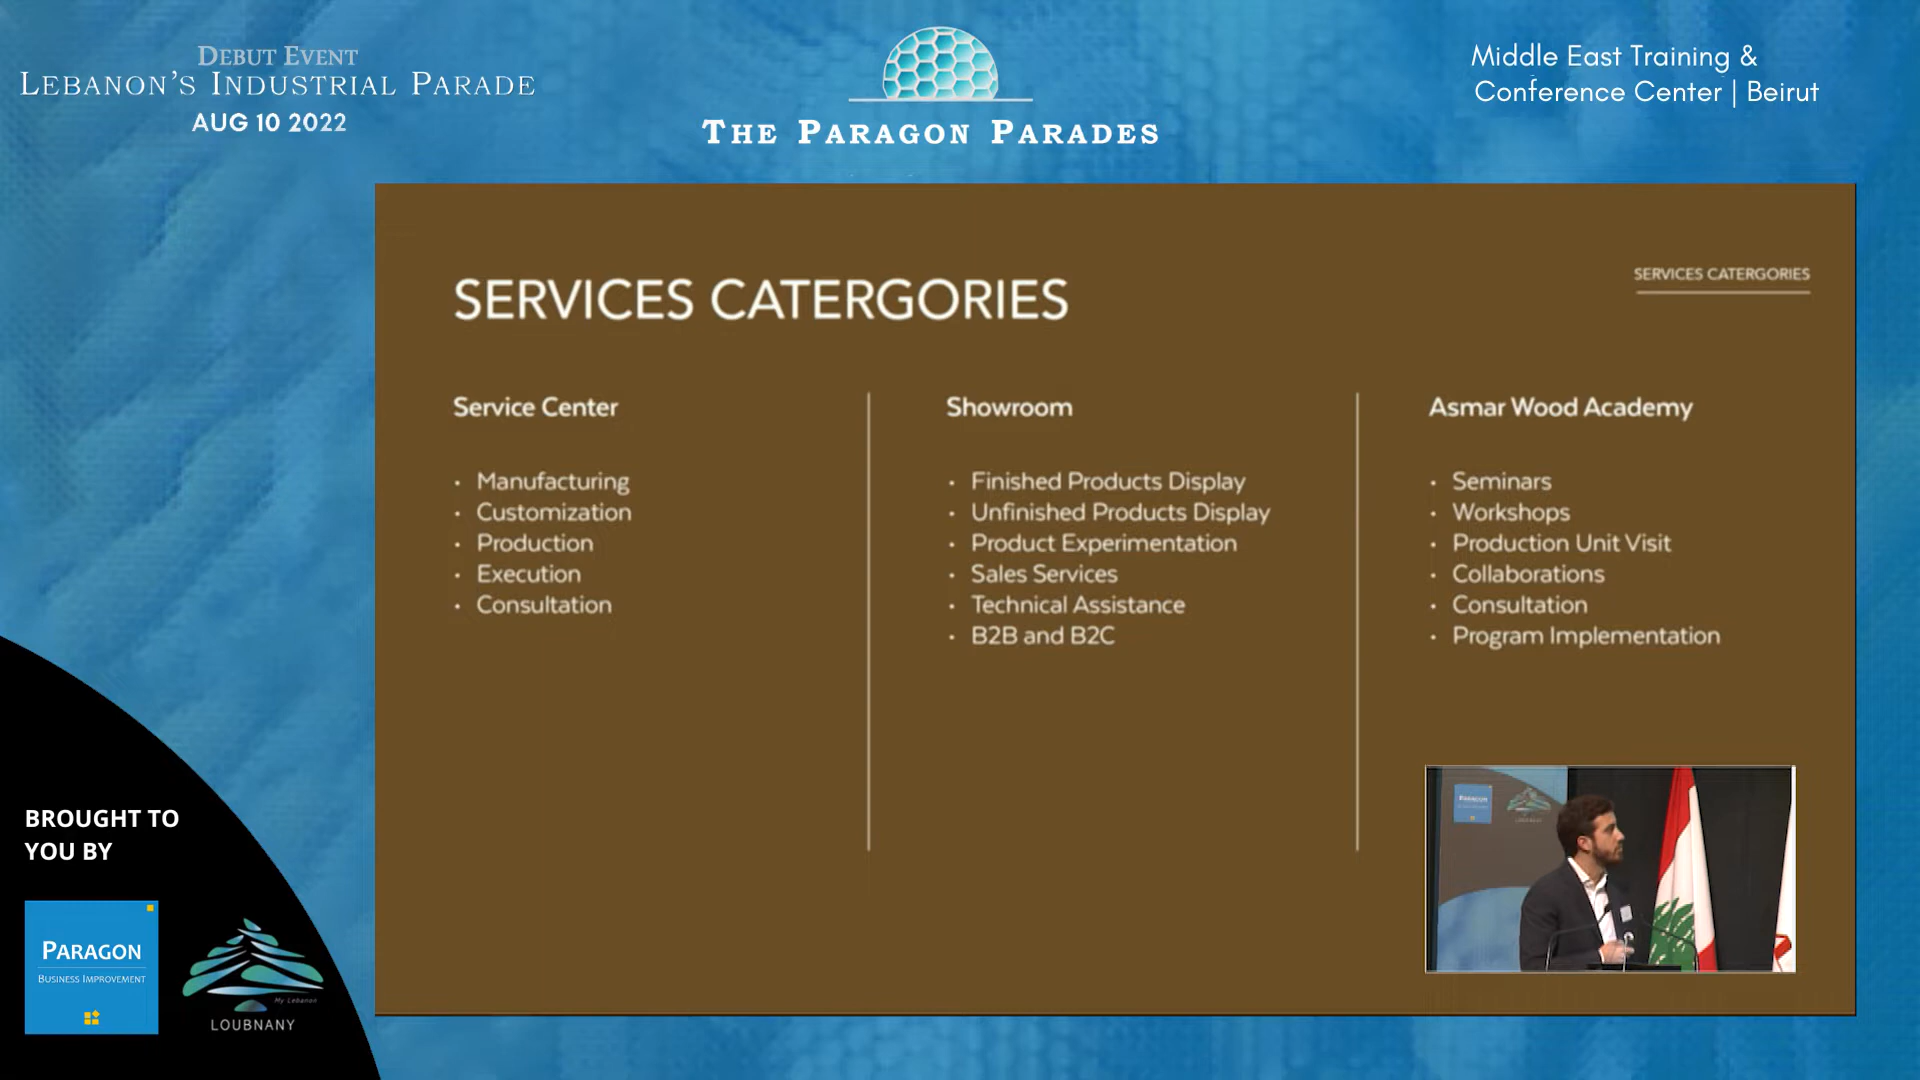 DEBUT EVENT
LEBANON'S INDUSTRIAL PARADE
AUG 10 2022
THE PARAGON PARADES
Middle East Training &
Conference Center | Beirut
SERVICES CATERGORIES
SERVICES CATERGORIES
Service Center
• Manufacturing
• Customization
• Production
• Execution
• Consultation
Showroom
• Finished Products Display
• Unfinished Products Display
• Product Experimentation
• Sales Services
• Technical Assistance
• B2B and B2C
Asmar Wood Academy
• Seminars
• Workshops
• Production Unit Visit
• Collaborations
• Consultation
• Program Implementation
BROUGHT TO
YOU BY
PARAGON
BUSINESS IMPROVEMENT
My Lebanon
LOUBNANY
PARAGON